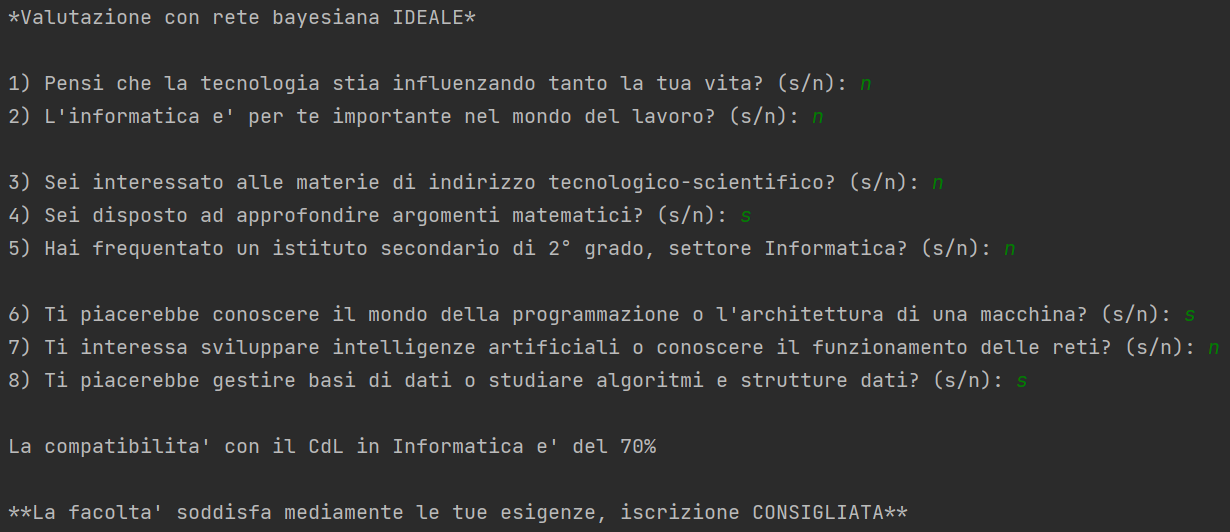 *Valutazione con rete bayesiana IDEALE*
1) Pensi che la tecnologia stia influenzando tanto la tua vita? (s/n): n
2) L'informatica e' per te importante nel mondo del lavoro? (s/n): n
3) Sei interessato alle materie di indirizzo tecnologico-scientifico? (s/n): n
4) Sei disposto ad approfondire argomenti matematici? (s/n): s
5) Hai frequentato un istituto secondario di 2° grado, settore Informatica? (s/n): n
6) Ti piacerebbe conoscere il mondo della programmazione o l'architettura di una macchina? (s/n): s
7) Ti interessa sviluppare intelligenze artificiali o conoscere il funzionamento delle reti? (s/n): n
8) Ti piacerebbe gestire basi di dati o studiare algoritmi e strutture dati? (s/n): s
La compatibilita' con il CdL in Informatica e' del 70%
**La facolta' soddisfa mediamente le tue esigenze, iscrizione CONSIGLIATA**